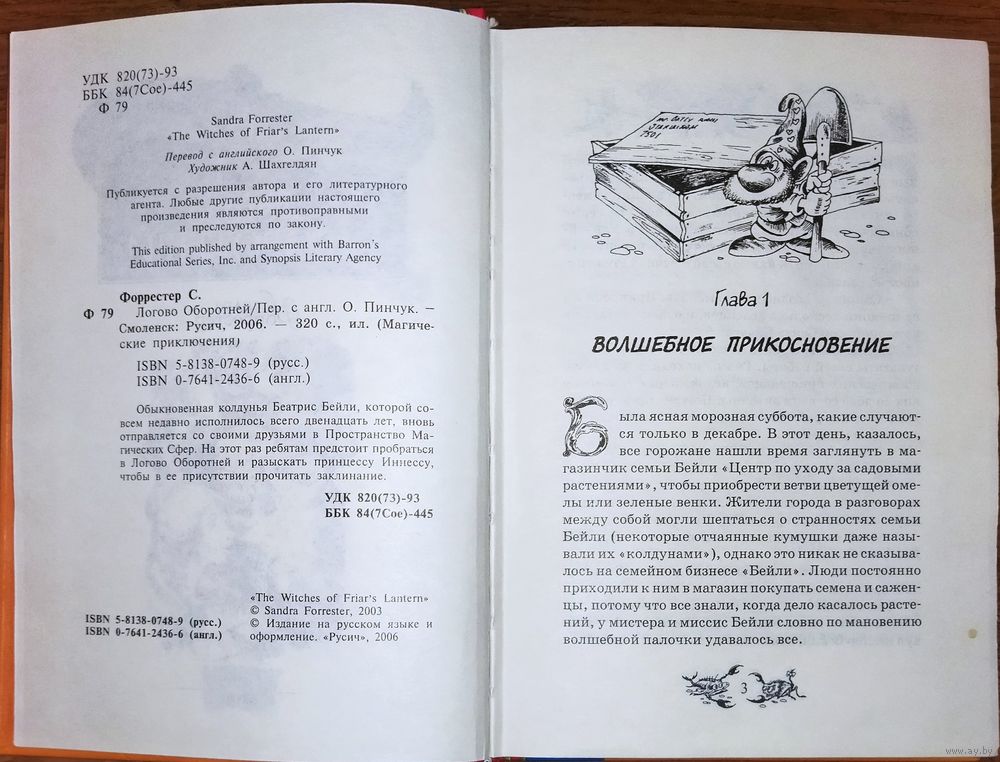 УДК 820(73)-93
ББК 84(7Сое)-445
Ф 79
Sandra Forrester
«The Witches of Friar's Lantern»
Перевод с английского О. Пинчук
Художник А. Шахгелдян
Публикуется с разрешения автора и его литературного
агента. Любые другие публикации настоящего
произведения являются противоправными
и преследуются по закону.
This edition published by arrangement with Barron's
Educational Series, Inc. and Synopsis Literary Agency
Форрестер С.
Ф 79 Логово Оборотней/Пер. с англ. О. Пинчук. —
Смоленск: Русич, 2006. — 320 с., ил. (Магиче-
ские приключения)
ISBN 5-8138-0748-9 (русс.)
ISBN 0-7641-2436-6 (англ.)
Обыкновенная колдунья Беатрис Бейли, которой со-
всем недавно исполнилось всего двенадцать лет, вновь
отправляется со своими друзьями в Пространство Ма-
гических Сфер. На этот раз ребятам предстоит пробраться
в Логово Оборотней и разыскать принцессу Иннессу,
чтобы в ее присутствии прочитать заклинание.
УДК 820(73)-93
ББК 84(7Сое)-445
«The Witches of Friar's Lantern»
© Sandra Forrester, 2003
© Издание на русском языке и
оформление. «Русич», 2006
ISBN 5-8138-0748-9 (русс.)
ISBN 0-7641-2436-6 (англ.)
Глава 1
ВОЛШЕБНОЕ ПРИКОСНОВЕНИЕ
Была ясная морозная суббота, какие случают-
ся только в декабре. В этот день, казалось,
все горожане нашли время заглянуть в ма-
газинчик семьи Бейли «Центр по уходу за садовыми
растениями», чтобы приобрести ветви цветущей оме-
лы или зеленые венки. Жители города в разговорах
между собой могли шептаться о странностях семьи
Бейли (некоторые отчаянные кумушки даже назы-
вали их «колдунами»), однако это никак не сказыва-
лось на семейном бизнесе «Бейли». Люди постоянно
приходили к ним в магазин покупать семена и сажен-
цы, потому что все знали, когда дело касалось расте-
ний, у мистера и миссис Бейли словно по мановению
волшебной палочки удавалось все.
3
www.ay.by